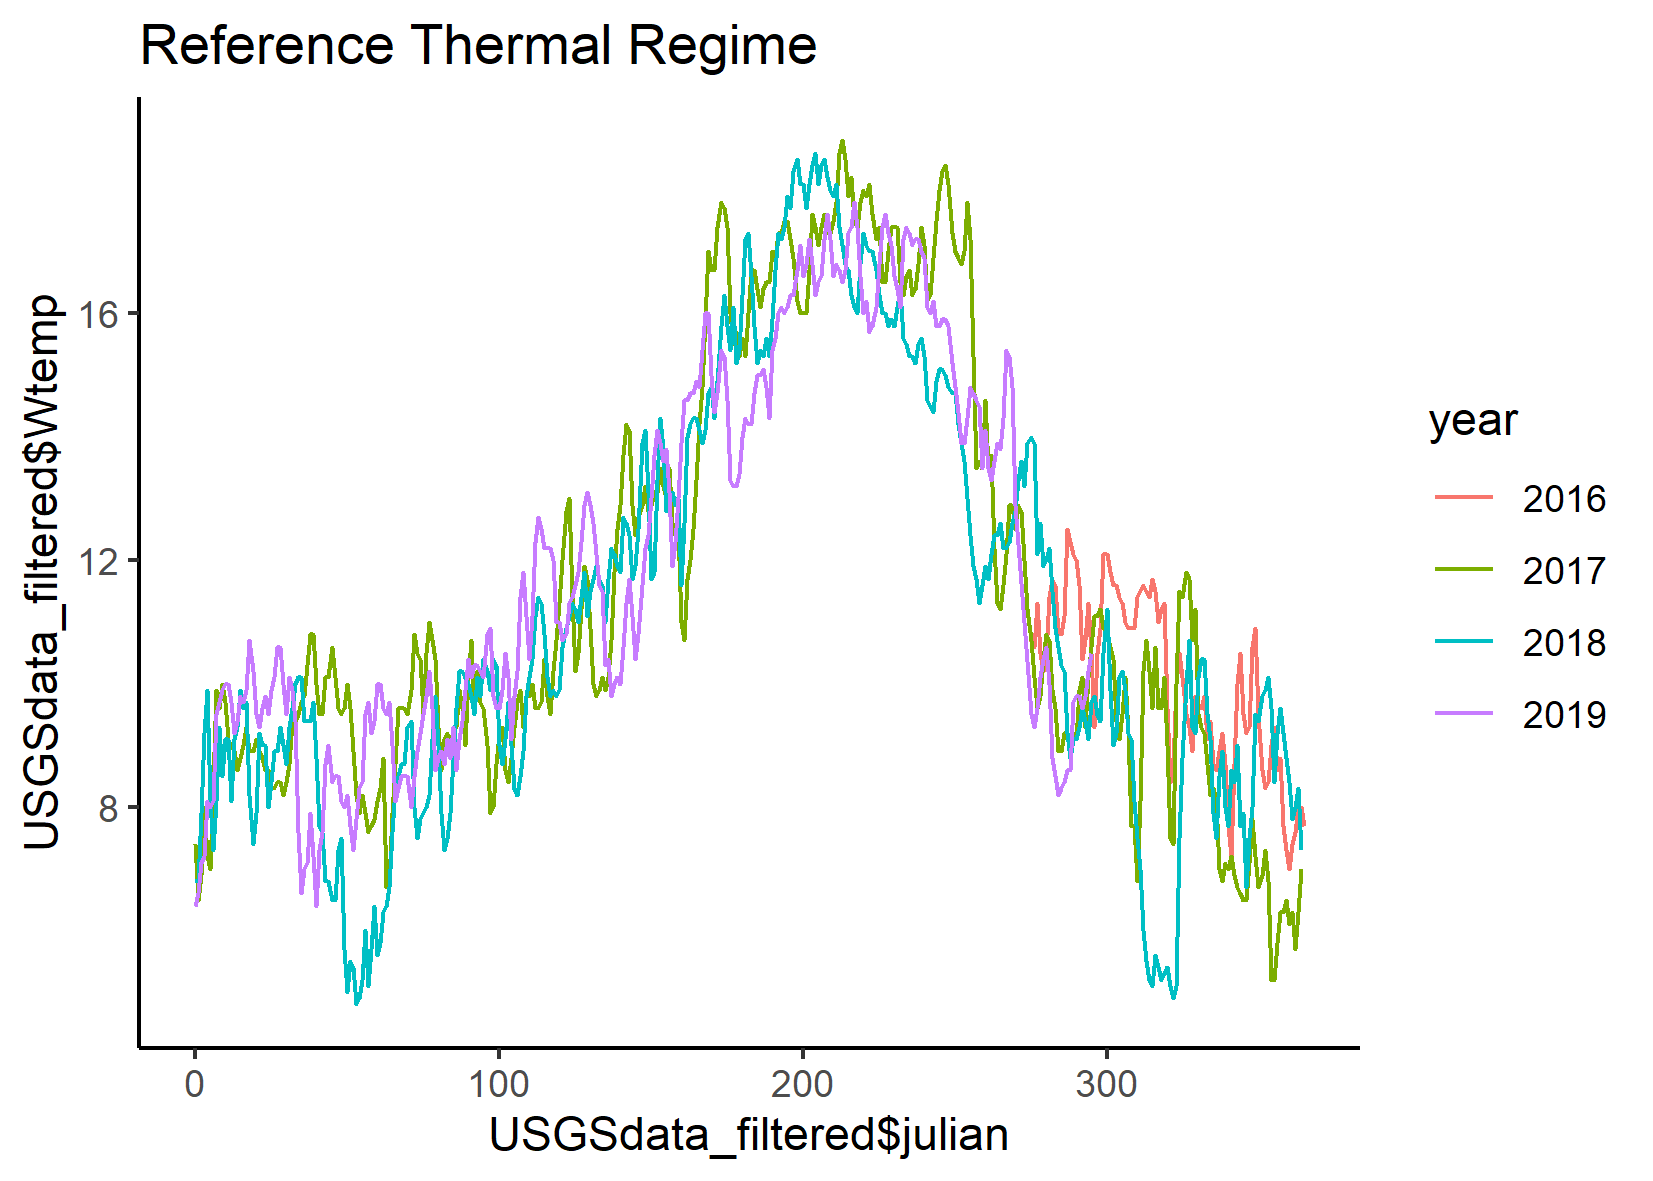 Reference Thermal Regime
USGSdata_filtered$Wtemp
16
12
8
0
100
200
300
USGSdata_filtered$julian
year
2016
2017
2018
2019